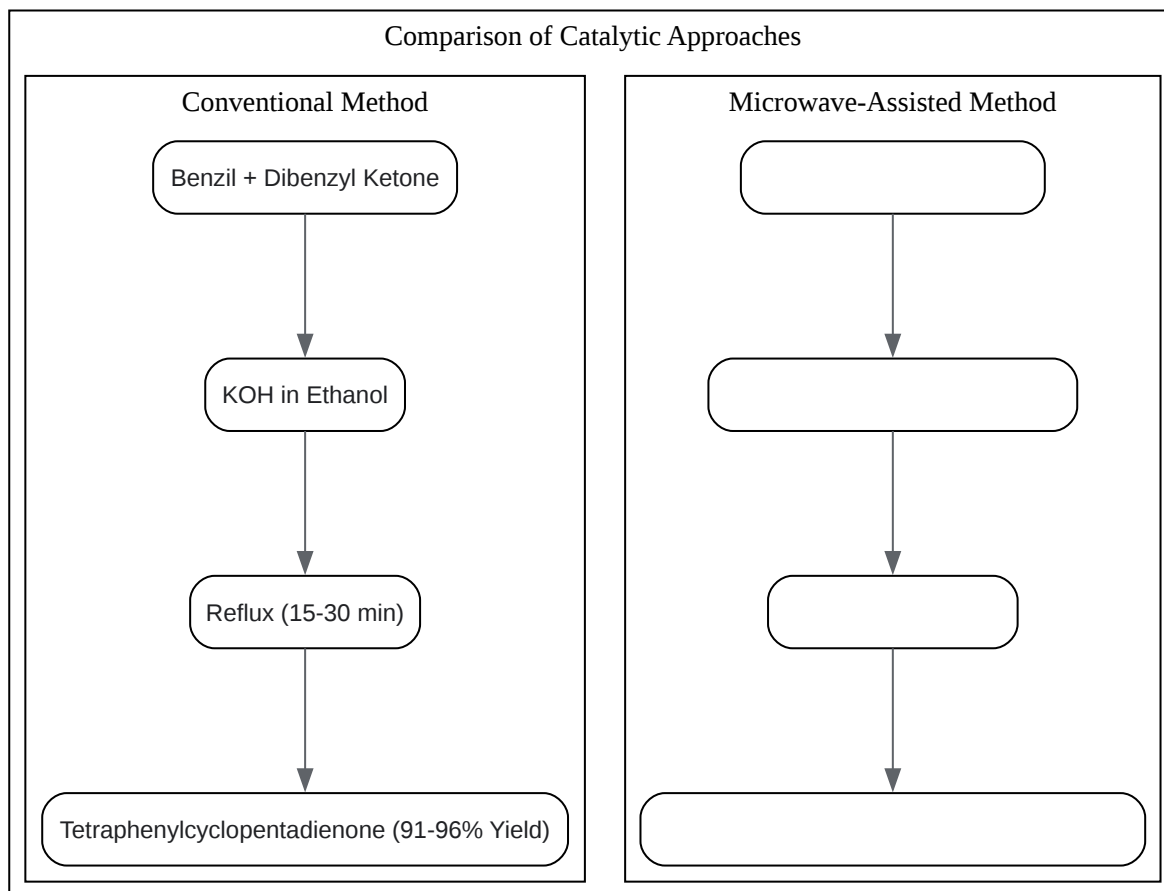 Comparison of Catalytic Approaches
Conventional Method
Benzil + Dibenzyl Ketone
KOH in Ethanol
Reflux (15-30 min)
Tetraphenylcyclopentadienone (91-96% Yield)
Microwave-Assisted Method